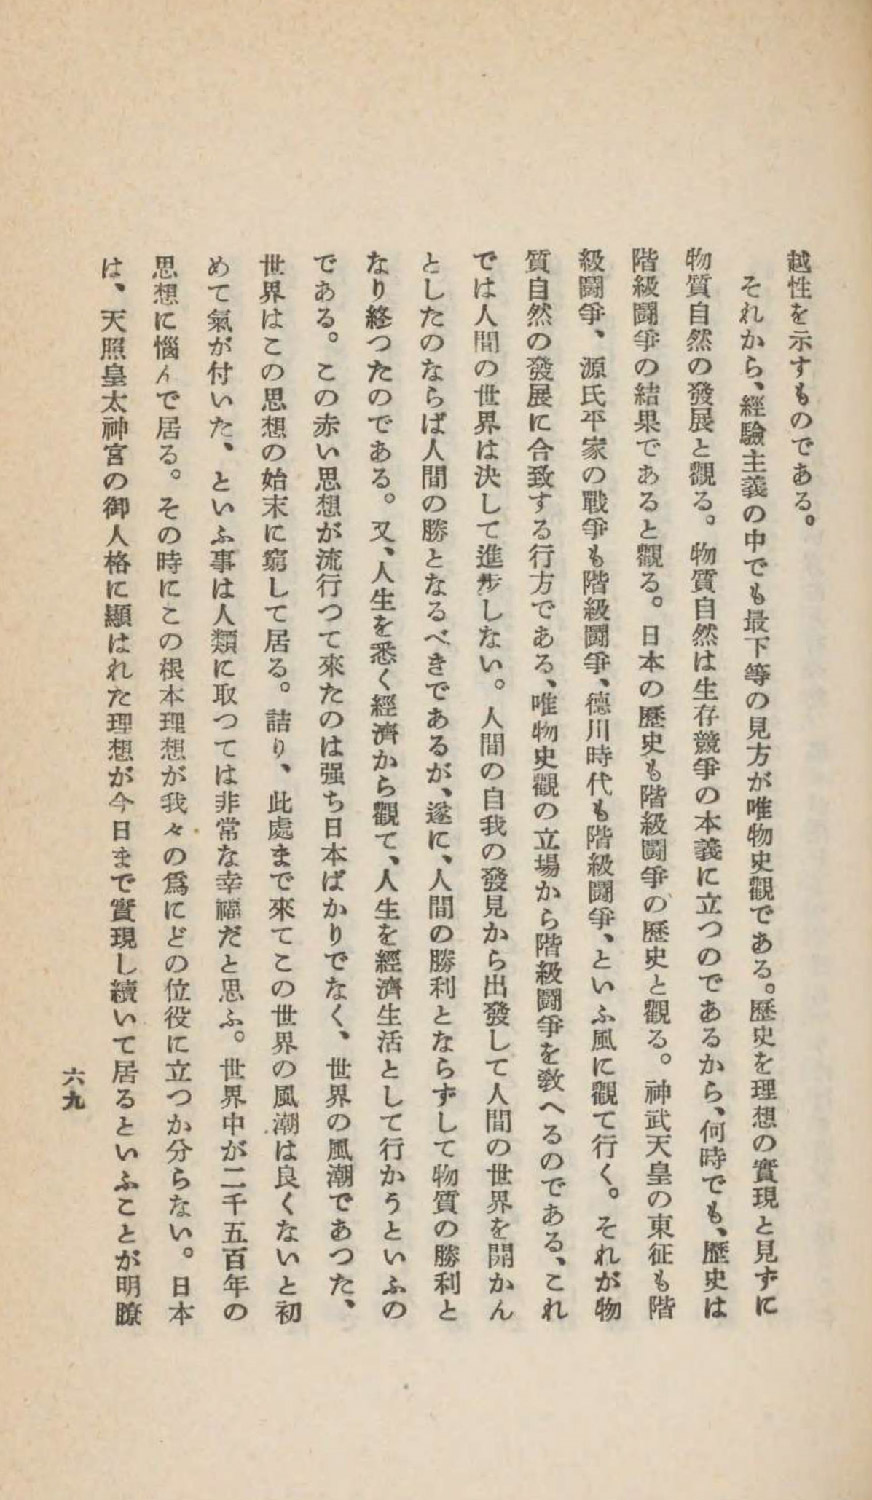 越性を示すものである。
それから、經驗主義の中でも最下等の見方が唯物史觀である。歷史を理想の實現と見ずに
物質自然の發展と觀る。物質自然は生存競爭の本義に立つのであるから、何時でも、歷史は
階級鬪爭の結果であると觀る。日本の歷史も階級鬪爭の歷史と觀る。神武天皇の東征も階
級鬪爭、源氏平家の戰爭も階級鬪爭、德川時代も階級鬪爭、といふ風に觀て行く。それが物
質自然の發展に合致する行方である、唯物史觀の立場から階級鬪爭を敎へるのである、これ
では人間の世界は決して進步しない。人間の自我の發見から出發して人間の世界を開かん
としたのならば人間の勝となるべきであるが、遂に、人間の勝利とならずして物質の勝利と
なり終つたのである。又、人生を悉く經濟から觀て、人生を經濟生活として行かうといふの
である。この赤い思想が流行つて來たのは强ち日本ばかりでなく、世界の風潮であつた、
世界はこの思想の始末に窮して居る。詰り、此處まで來てこの世界の風潮は良くないと初
めて氣が付いた、といふ事は人類に取つては非常な幸福だと思ふ。世界中が二千五百年の
思想に惱んで居る。その時にこの根本理想が我々の爲にどの位役に立つか分らない。日本
は、天照皇太神宮の御人格に顯はれた理想が今日まで實現し續いて居るといふことが明瞭
六九